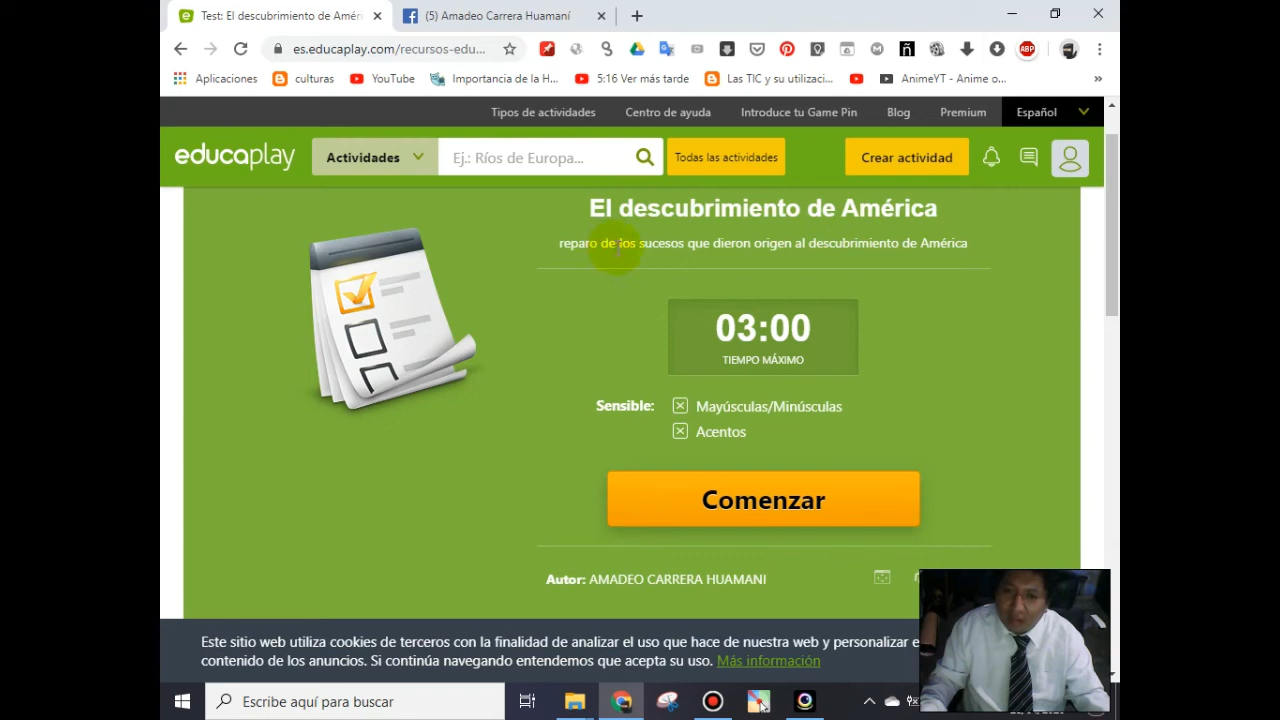 Test: El descubrimiento de Améri
(5) Amadeo Carrera Huamaní
es.educaplay.com/recursos-edu...
Aplicaciones
culturas
YouTube
Importancia de la H...
5:16 Ver más tarde
Las TIC y su utilizaci...
AnimeYT - Anime o...
»
Tipos de actividades
Centro de ayuda
Introduce tu Game Pin
Blog
Premium
Español
educaplay
Actividades
Ej.: Ríos de Europa...
Todas las actividades
Crear actividad
El descubrimiento de América
reparo de los sucesos que dieron origen al descubrimiento de América
03:00
TIEMPO MÁXIMO
Sensible:
Mayúsculas/Minúsculas
Acentos
Comenzar
Autor: AMADEO CARRERA HUAMANI
Este sitio web utiliza cookies de terceros con la finalidad de analizar el uso que hace de nuestra web y personalizar e
contenido de los anuncios. Si continúa navegando entendemos que acepta su uso. Más información
Escribe aquí para buscar